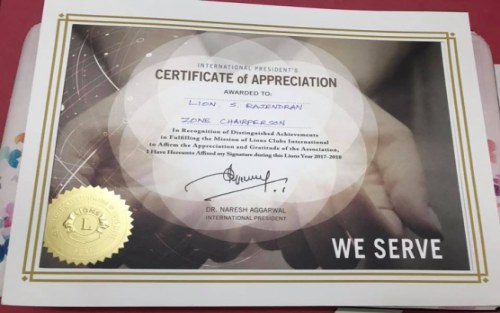 INTERNATIONAL PRESIDENT'S
CERTIFICATE of APPRECIATION
AWARDED TO:
LION S. RAJENDRAN
ZONE CHAIRPERSON
In Recognition of Distinguished Achievements
in Fulfilling the Mission of Lions Clubs International
to Affirm the Appreciation and Gratitude of the Association,
I Have Hereunto Affixed my Signature during this Lions Year 2017-2018
DR. NARESH AGGARWAL
INTERNATIONAL PRESIDENT
WE SERVE
LIONS
L